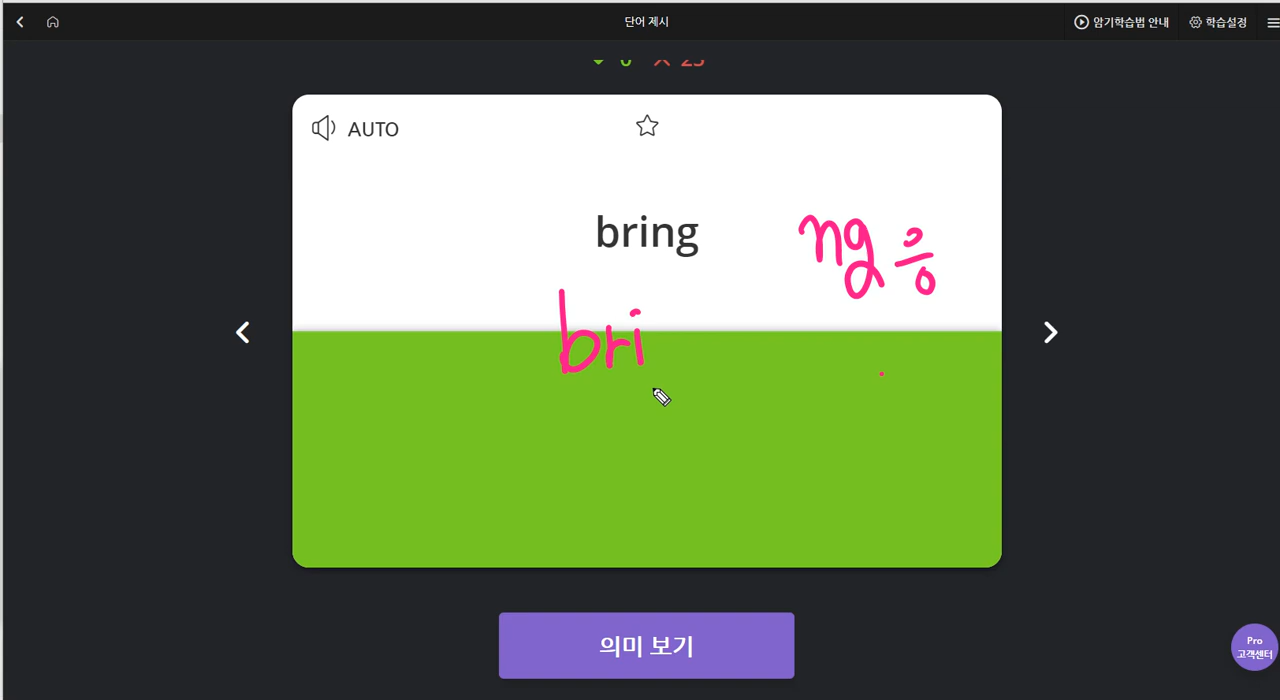 단어 제시
암기학습법 안내
학습설정
AUTO
bring
ng 응
bri
의미 보기
Pro
고객센터